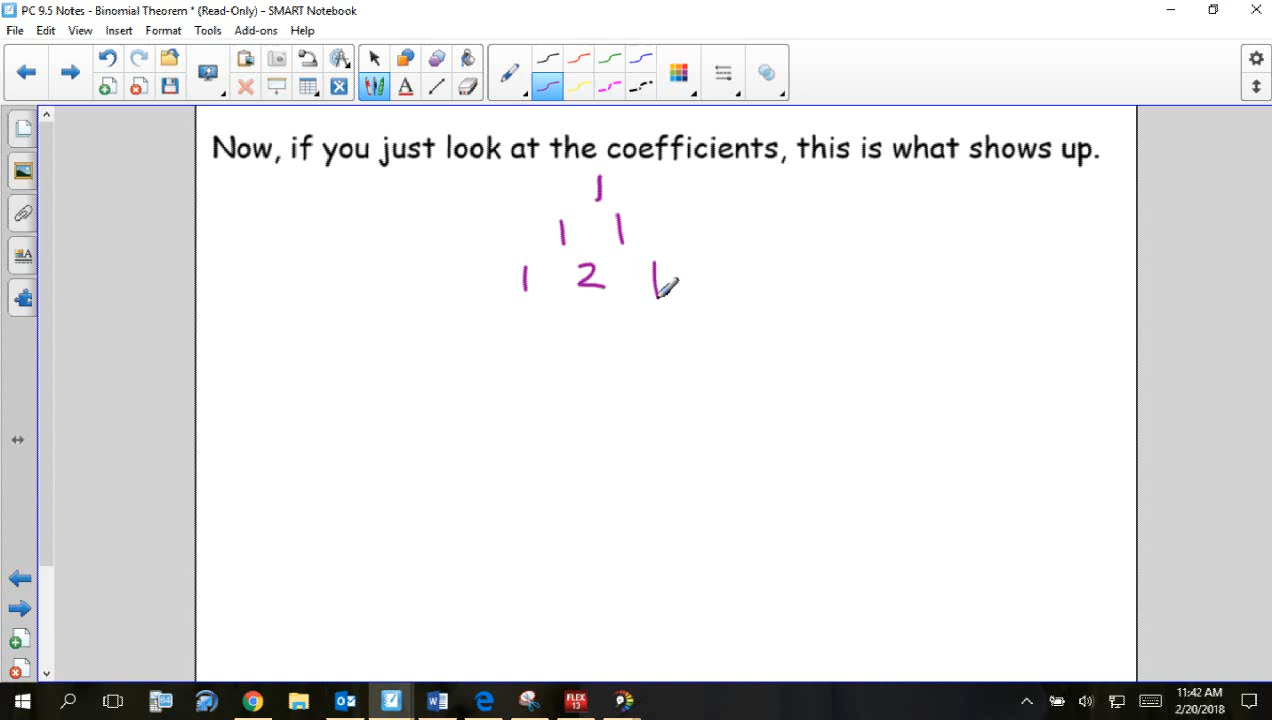 PC 9.5 Notes - Binomial Theorem * (Read-Only) - SMART Notebook
File Edit View Insert Format Tools Add-ons Help
Now, if you just look at the coefficients, this is what shows up.
1
1 1
1 2 1
11:42 AM
2/20/2018
FLEX
13